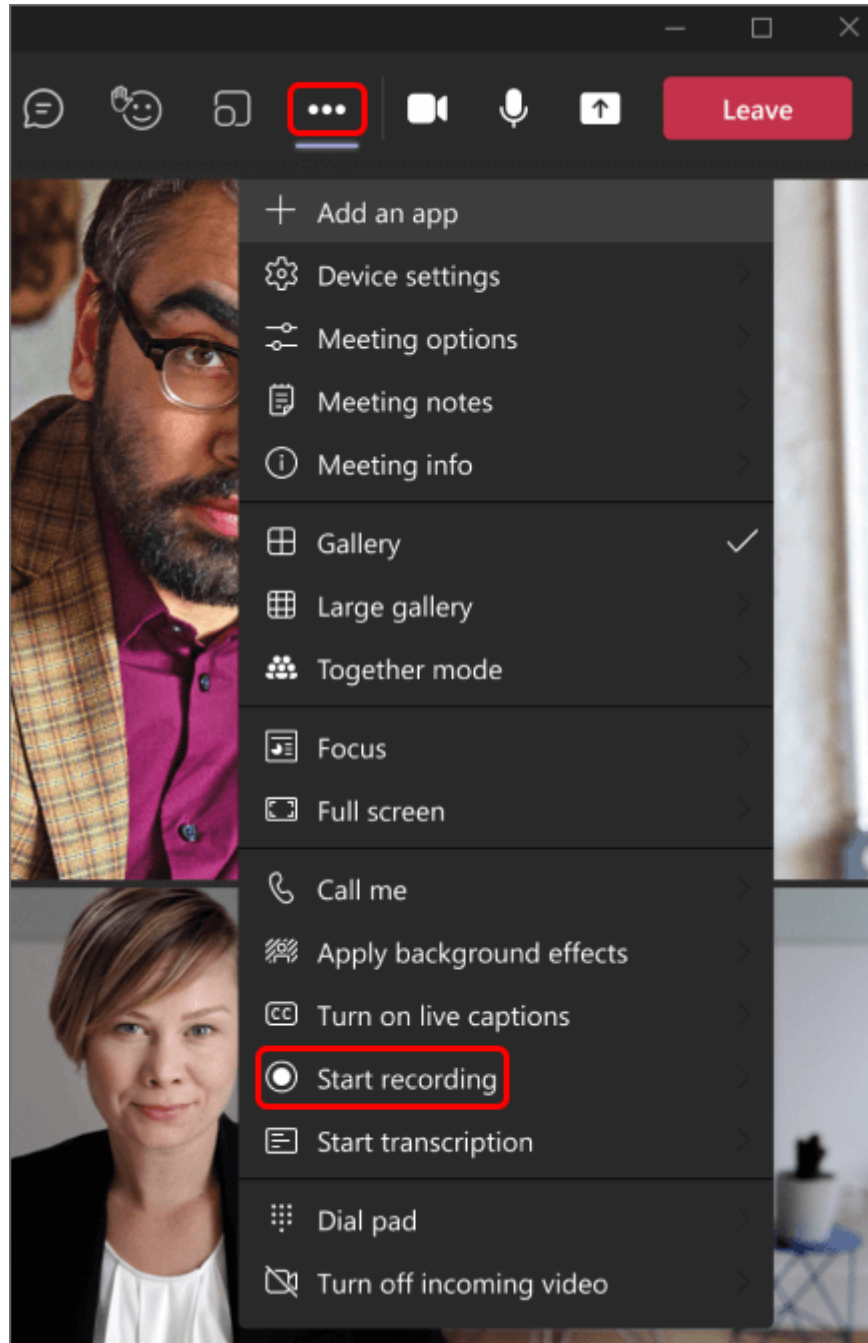 Leave
Add an app
Device settings
Meeting options
Meeting notes
Meeting info
Gallery
Large gallery
Together mode
Focus
Full screen
Call me
Apply background effects
CC Turn on live captions
Start recording
Start transcription
Dial pad
Turn off incoming video